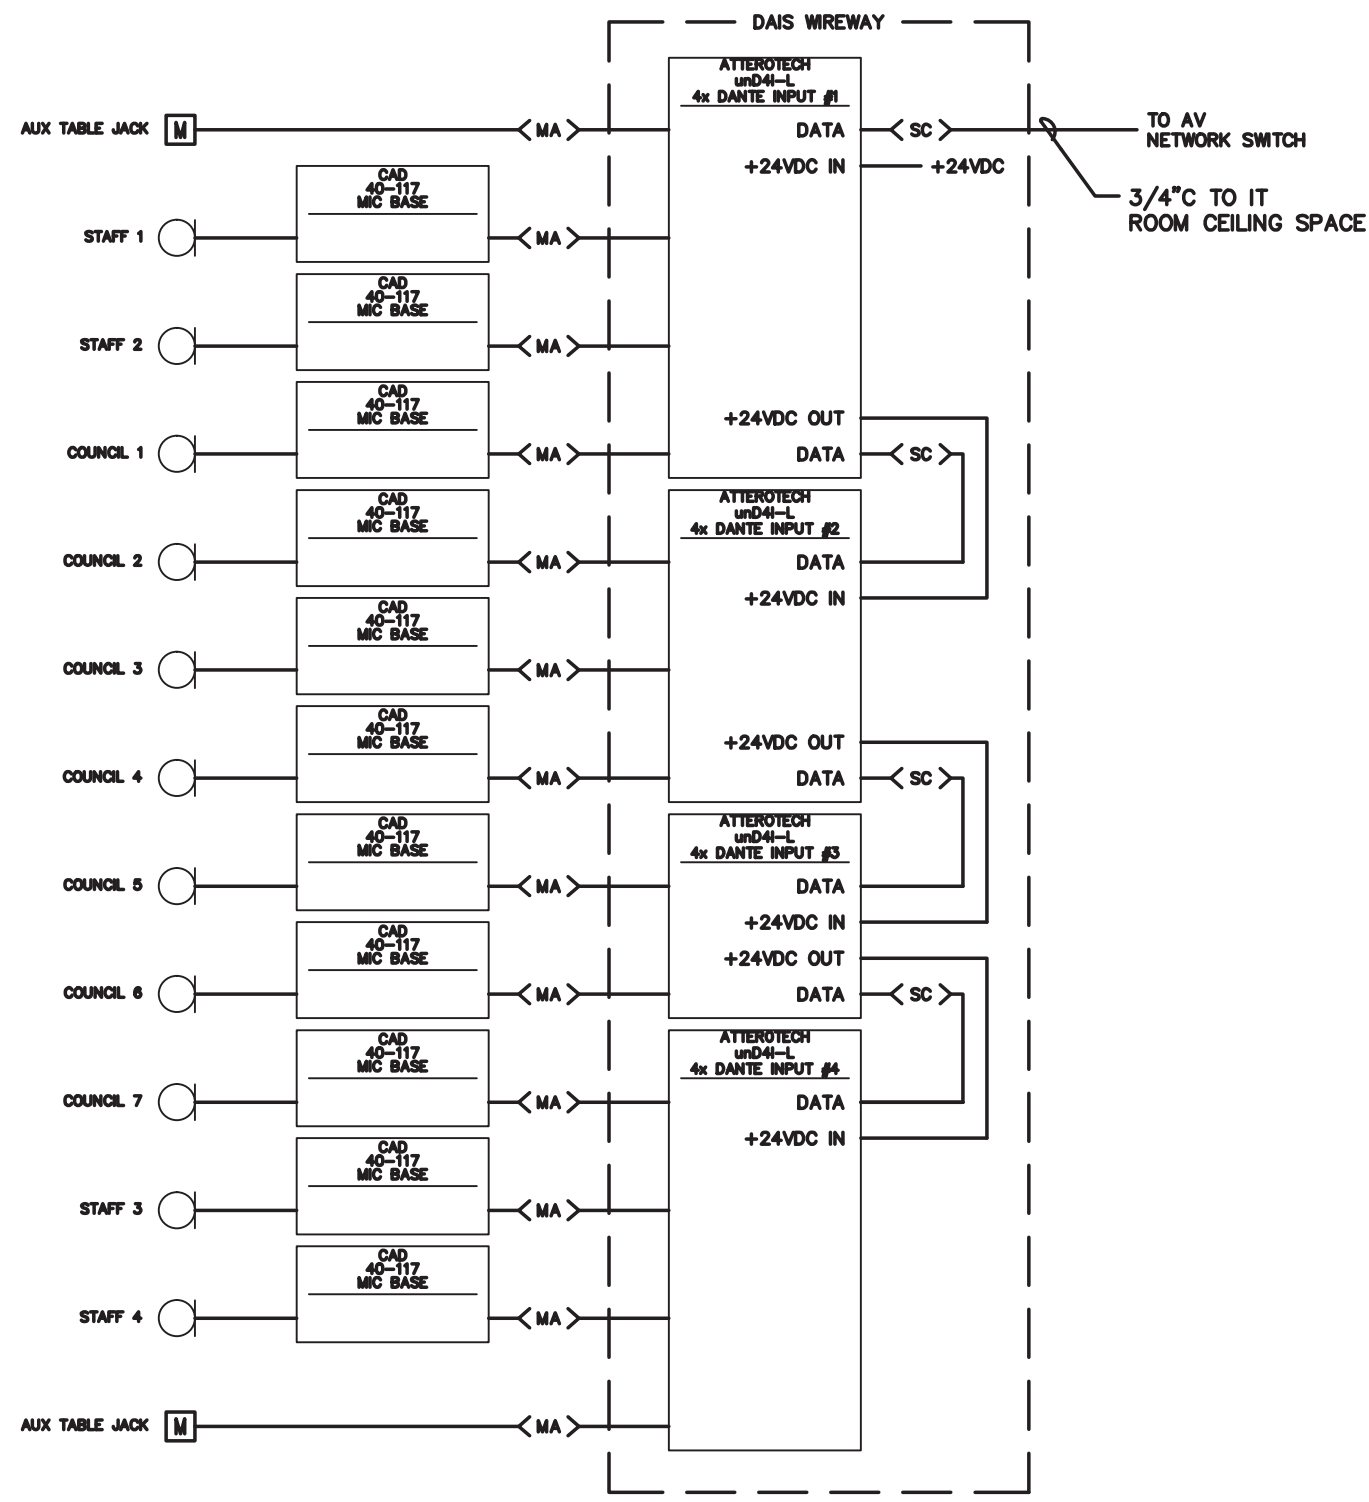 DAIS WIREWAY
ATTEROTECH
unD4I-L
4x DANTE INPUT #1
AUX TABLE JACK M
MA
DATA
SC
TO AV
NETWORK SWITCH
+24VDC IN
+24VDC
3/4"C TO IT
ROOM CEILING SPACE
CAD
40-117
MIC BASE
STAFF 1
MA
CAD
40-117
MIC BASE
STAFF 2
MA
CAD
40-117
MIC BASE
+24VDC OUT
COUNCIL 1
MA
DATA
SC
CAD
40-117
MIC BASE
ATTEROTECH
unD4I-L
4x DANTE INPUT #2
COUNCIL 2
MA
DATA
+24VDC IN
CAD
40-117
MIC BASE
COUNCIL 3
MA
CAD
40-117
MIC BASE
+24VDC OUT
COUNCIL 4
MA
DATA
SC
CAD
40-117
MIC BASE
ATTEROTECH
unD4I-L
4x DANTE INPUT #3
COUNCIL 5
MA
DATA
+24VDC IN
CAD
40-117
MIC BASE
+24VDC OUT
COUNCIL 6
MA
DATA
SC
CAD
40-117
MIC BASE
ATTEROTECH
unD4I-L
4x DANTE INPUT #4
COUNCIL 7
MA
DATA
+24VDC IN
CAD
40-117
MIC BASE
STAFF 3
MA
CAD
40-117
MIC BASE
STAFF 4
MA
AUX TABLE JACK M
MA